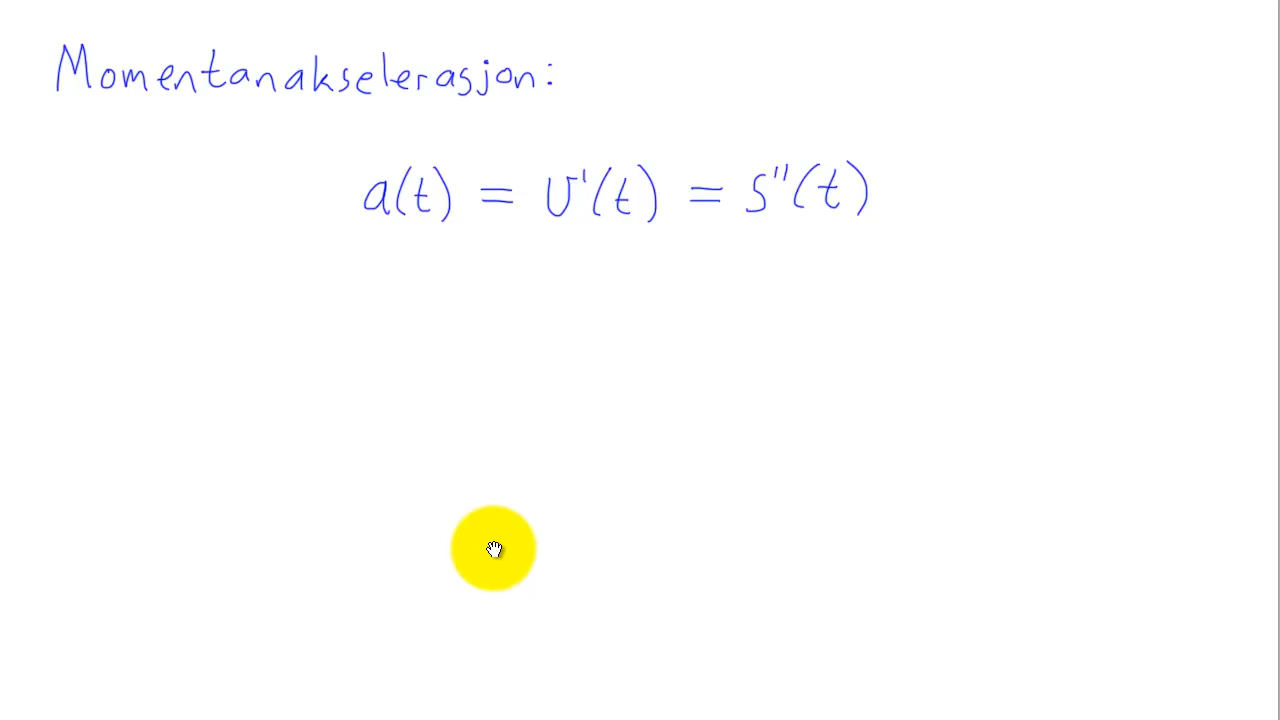 Momentanakselerasjon:
a(t) = v'(t) = s''(t)